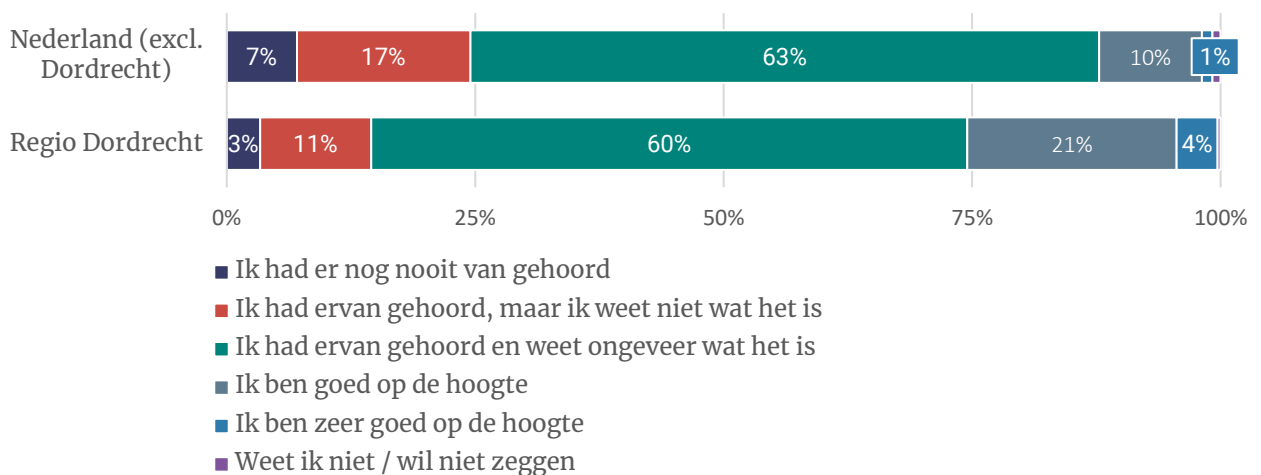 Nederland (excl.
Dordrecht)
7% 17% 63% 10% 1%
Regio Dordrecht
3% 11% 60% 21% 4%
0% 25% 50% 75% 100%
Ik had er nog nooit van gehoord
Ik had ervan gehoord, maar ik weet niet wat het is
Ik had ervan gehoord en weet ongeveer wat het is
Ik ben goed op de hoogte
Ik ben zeer goed op de hoogte
Weet ik niet / wil niet zeggen